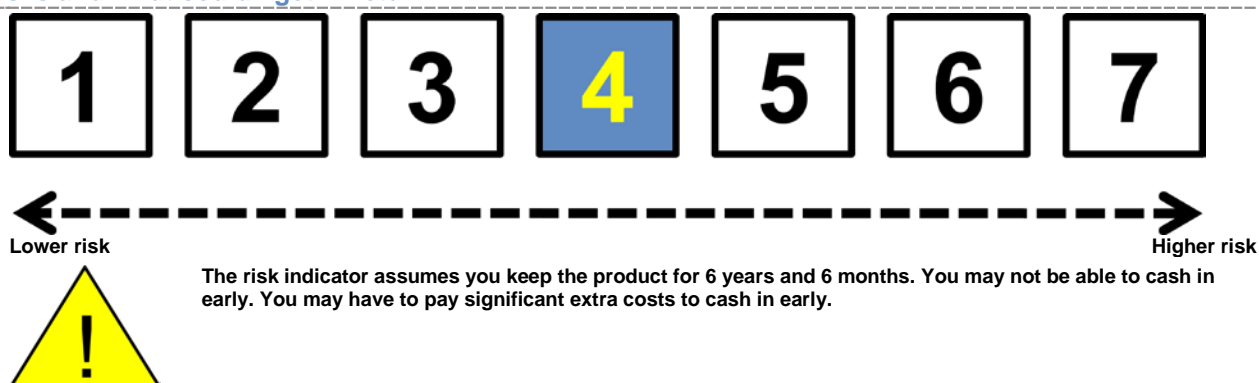 1 2 3 4 5 6 7
Lower risk Higher risk
The risk indicator assumes you keep the product for 6 years and 6 months. You may not be able to cash in
early. You may have to pay significant extra costs to cash in early.
!